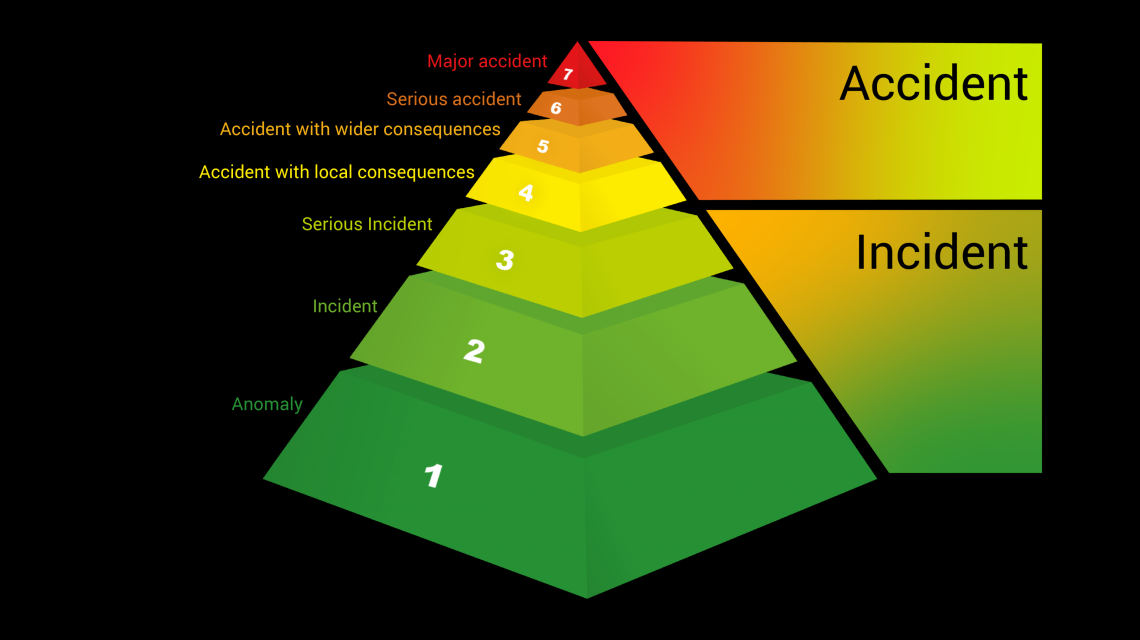 Major accident
7
Serious accident
6
Accident with wider consequences
5
Accident with local consequences
4
Serious Incident
3
Incident
2
Anomaly
1
Accident
Incident